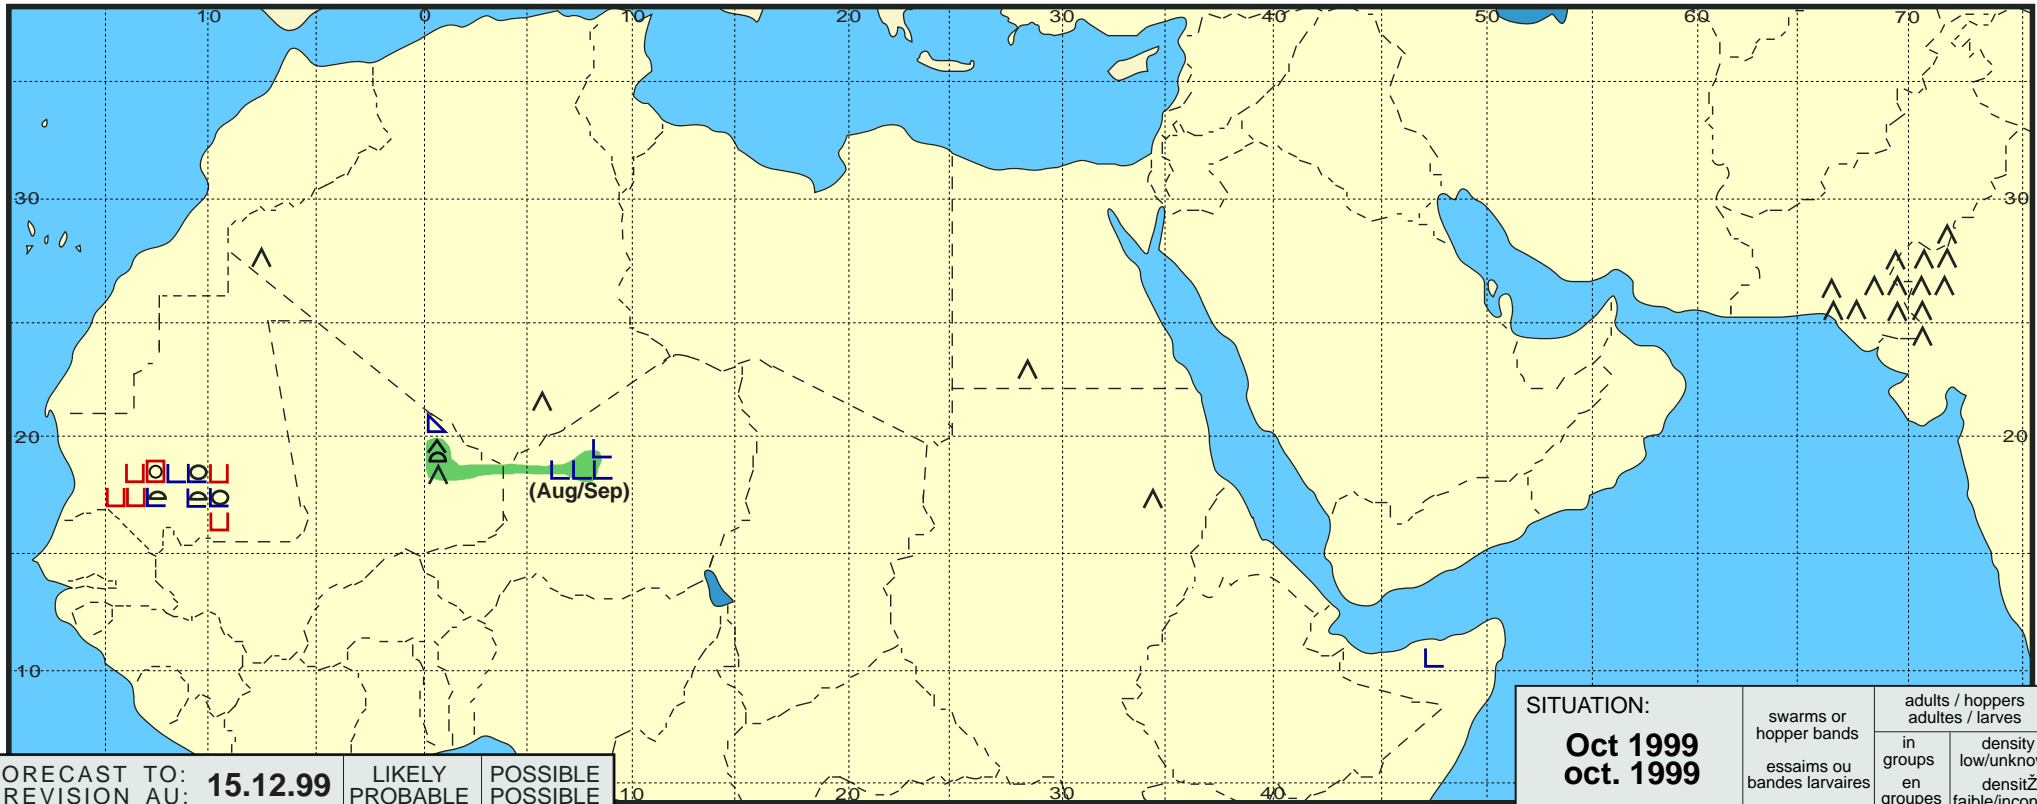 10 0 10 20 30 40 50 60 70
30 30
20 20
(Aug/Sep)
10
10 20 30 40
ORECAST TO:
REVISION AU:
15.12.99
LIKELY
PROBABLE
POSSIBLE
POSSIBLE
SITUATION:
Oct 1999
oct. 1999
swarms or
hopper bands
essaims ou
bandes larvaires
adults / hoppers
adultes / larves
in
groups
en
groupes
density
low/unkno
densitŽ
faible/incon